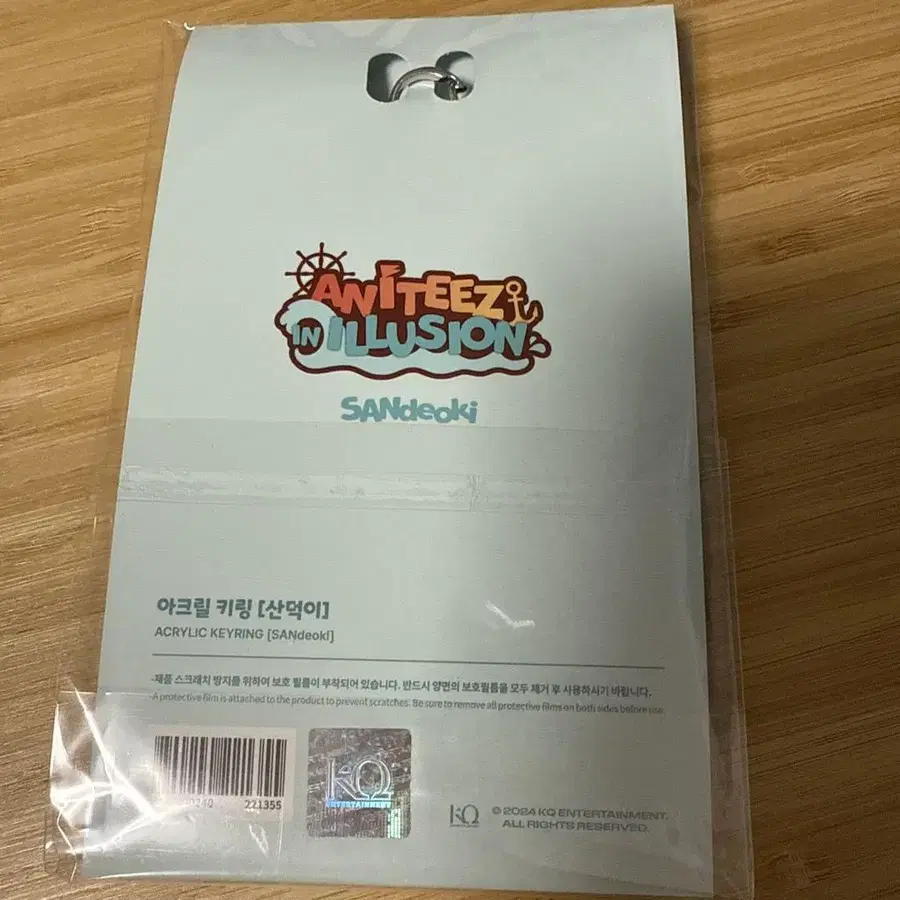 ANITEEZ
IN ILLUSION
SANdeoki
아크릴 키링 [산덕이]
ACRYLIC KEYRING [SANdeoki]
-제품 스크래치 방지를 위하여 보호 필름이 부착되어 있습니다. 반드시 양면의 보호필름을 모두 제거 후 사용하시기 바랍니다.
A protective film is attached to the product to prevent scratches. Be sure to remove all protective films on both sides before use.
221355
KQ
ENTERTAINMENT
KQ
© 2024 KQ ENTERTAINMENT.
ALL RIGHTS RESERVED.